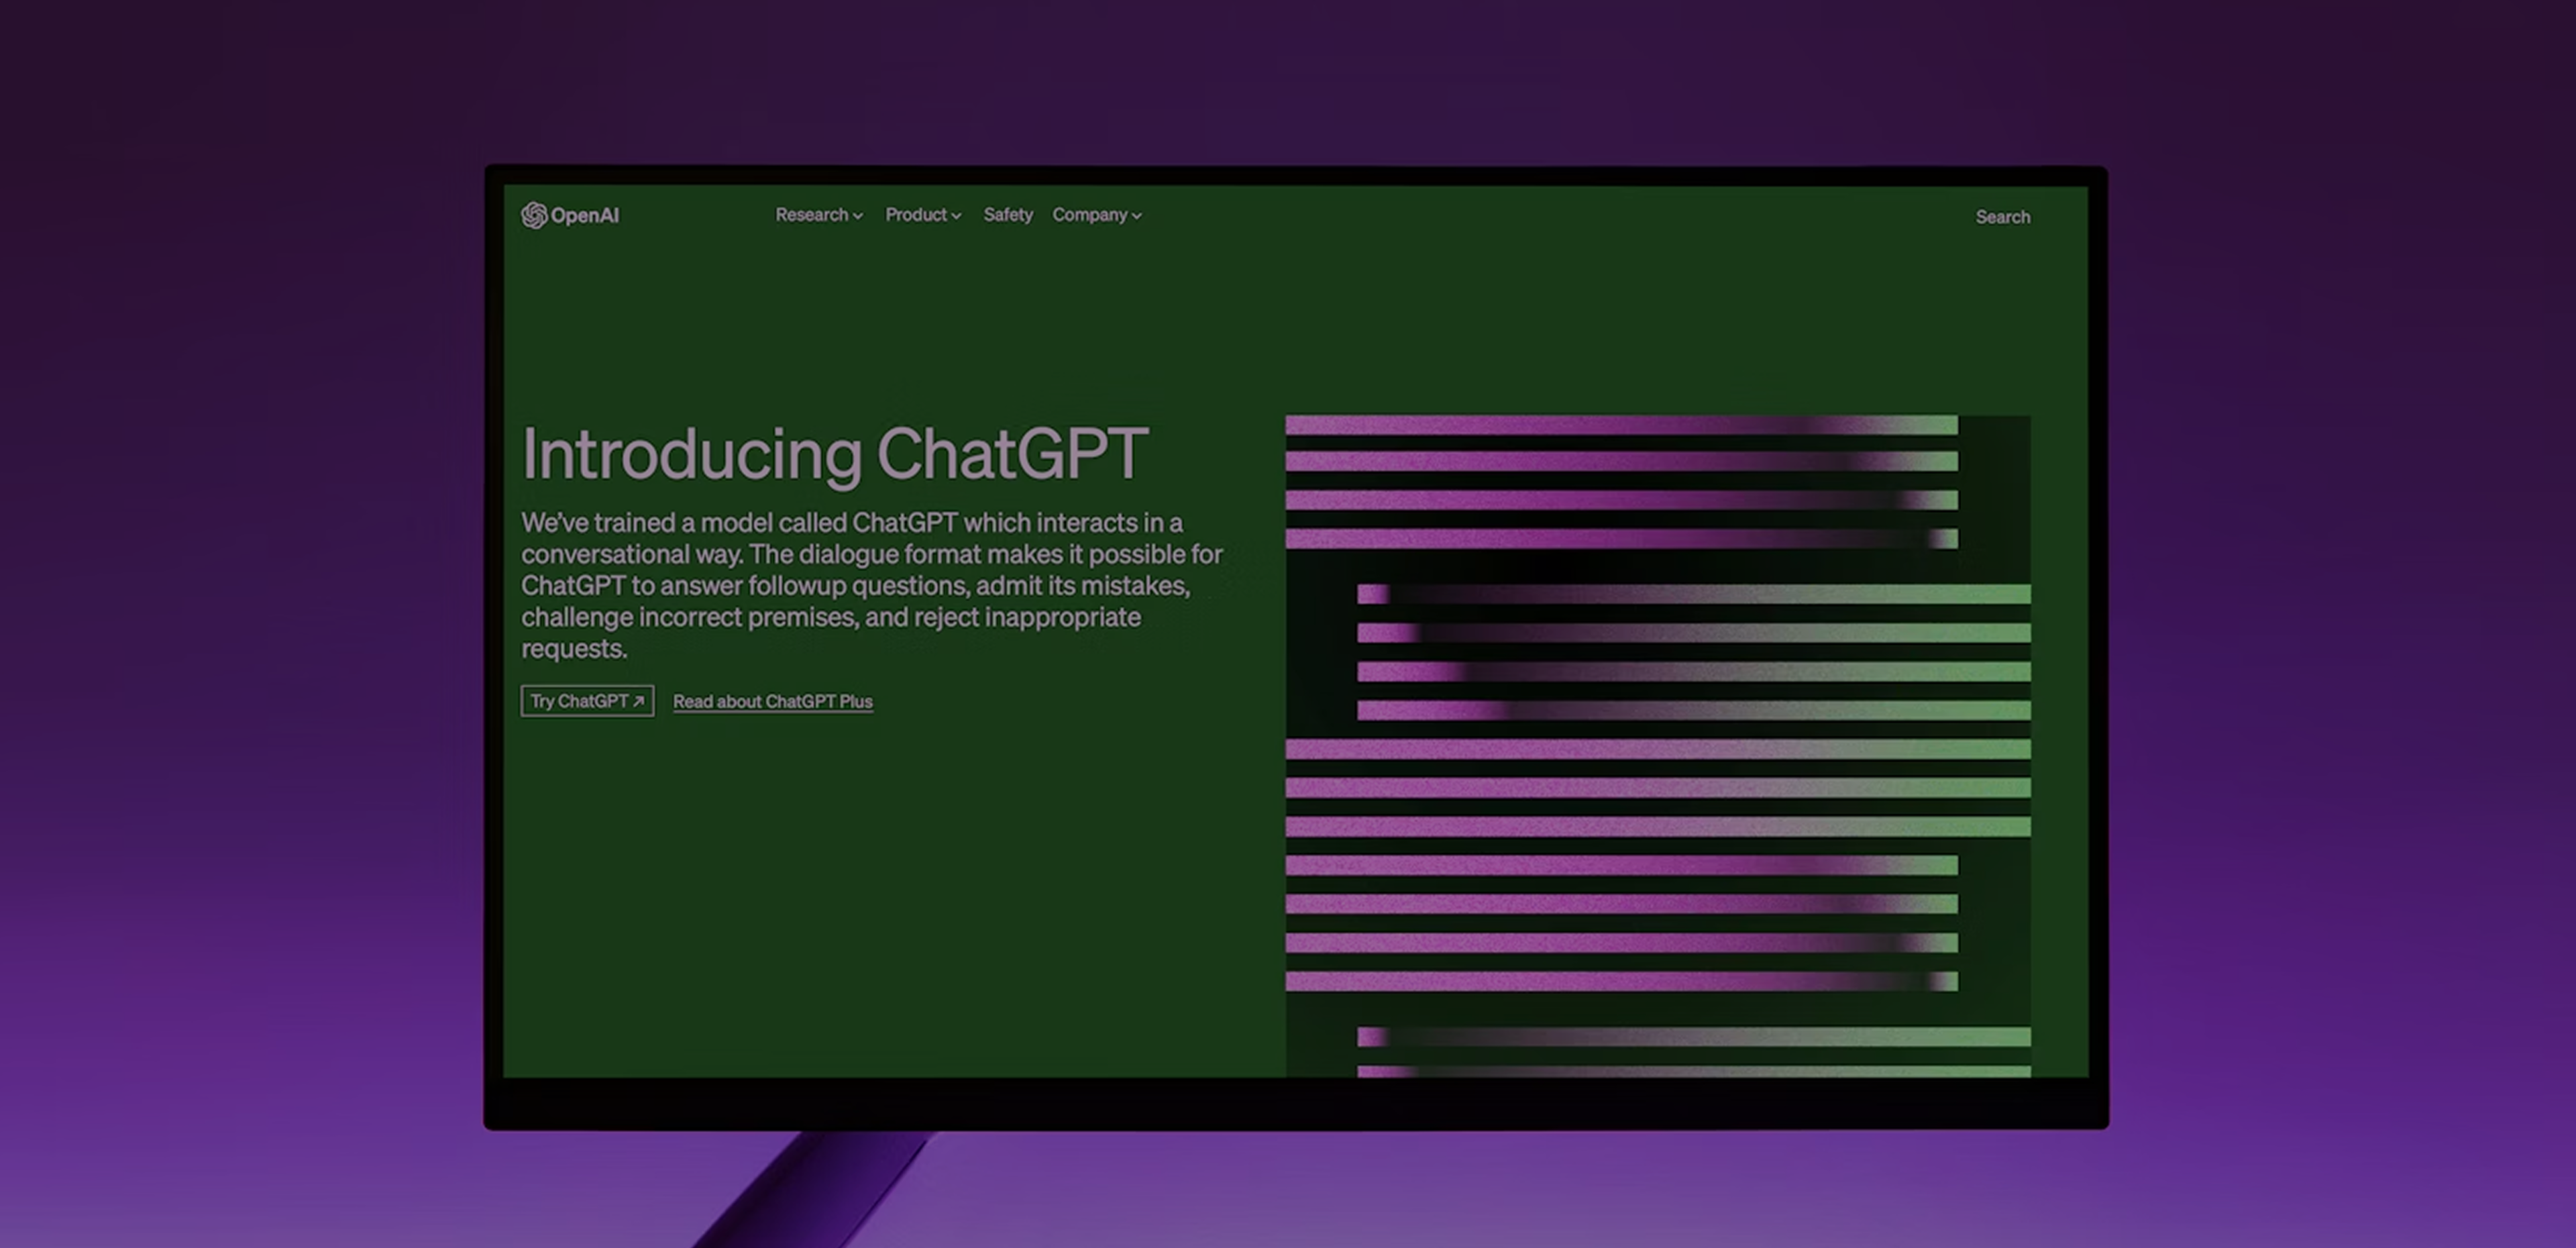 OpenAI
Research Product Safety Company
Search
Introducing ChatGPT
We've trained a model called ChatGPT which interacts in a
conversational way. The dialogue format makes it possible for
ChatGPT to answer followup questions, admit its mistakes,
challenge incorrect premises, and reject inappropriate
requests.
Try ChatGPT ↗ Read about ChatGPT Plus